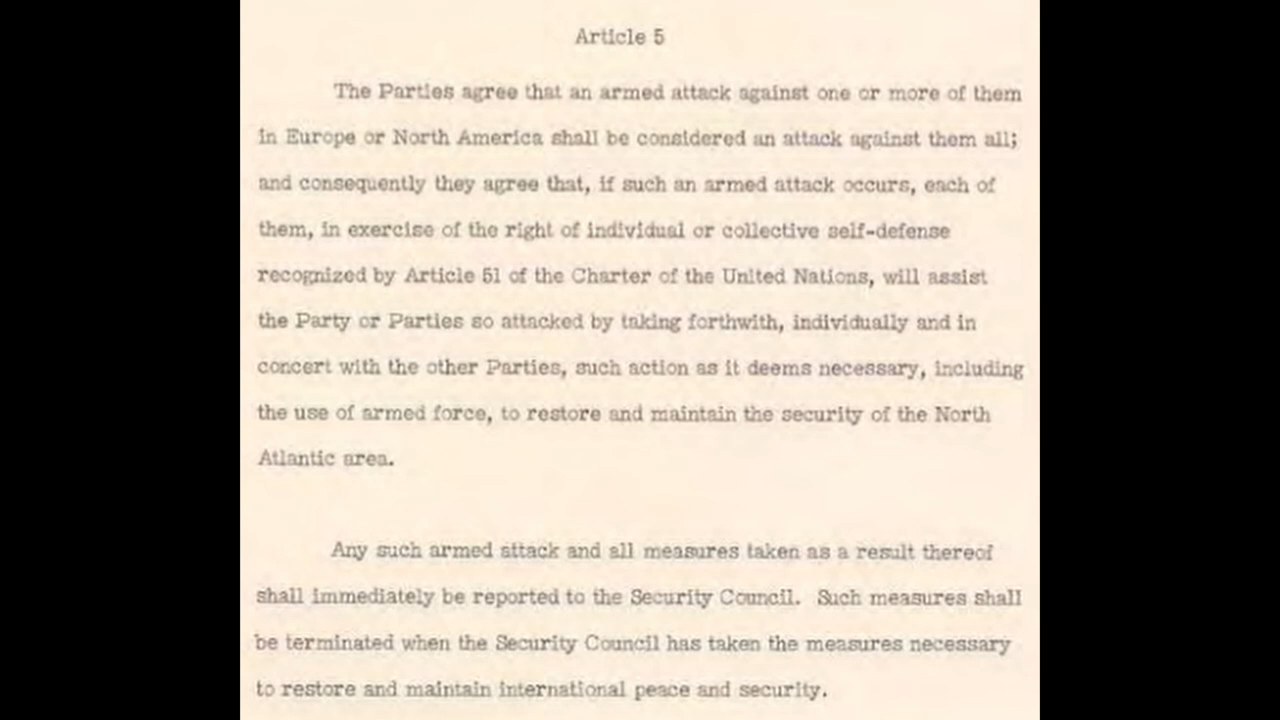 Article 5
The Parties agree that an armed attack against one or more of them
in Europe or North America shall be considered an attack against them all;
and consequently they agree that, if such an armed attack occurs, each of
them, in exercise of the right of individual or collective self-defense
recognized by Article 51 of the Charter of the United Nations, will assist
the Party or Parties so attacked by taking forthwith, individually and in
concert with the other Parties, such action as it deems necessary, including
the use of armed force, to restore and maintain the security of the North
Atlantic area.
Any such armed attack and all measures taken as a result thereof
shall immediately be reported to the Security Council. Such measures shall
be terminated when the Security Council has taken the measures necessary
to restore and maintain international peace and security.